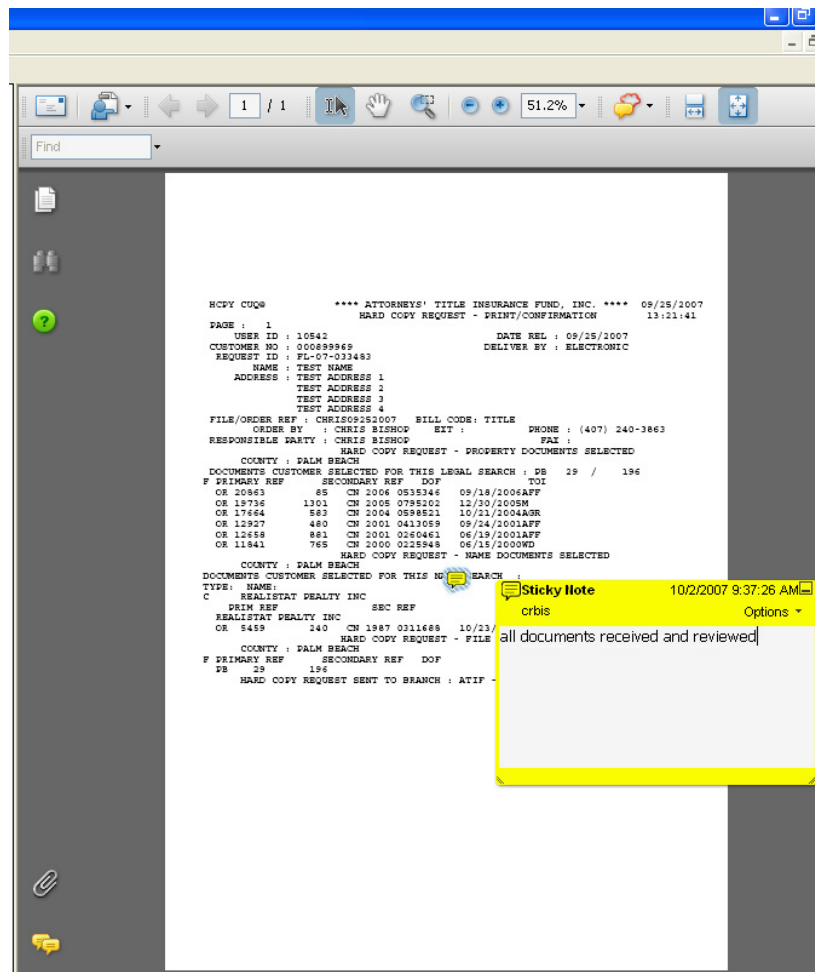 1 / 1
51.2%
Find
HCPY CUQ@ **** ATTORNEYS' TITLE INSURANCE FUND, INC. **** 09/25/2007
HARD COPY REQUEST - PRINT/CONFIRMATION 13:21:41
PAGE : 1
USER ID : 10542 DATE REL : 09/25/2007
CUSTOMER NO : 000899969 DELIVER BY : ELECTRONIC
REQUEST ID : FL-07-033483
NAME : TEST NAME
ADDRESS : TEST ADDRESS 1
TEST ADDRESS 2
TEST ADDRESS 3
TEST ADDRESS 4
FILE/ORDER REF : CHRIS09252007 BILL CODE: TITLE
ORDER BY : CHRIS BISHOP EXT : PHONE : (407) 240-3863
RESPONSIBLE PARTY : CHRIS BISHOP FAX :
HARD COPY REQUEST - PROPERTY DOCUMENTS SELECTED
COUNTY : PALM BEACH
DOCUMENTS CUSTOMER SELECTED FOR THIS LEGAL SEARCH : PB 29 / 196
F PRIMARY REF SECONDARY REF DOF TOI
OR 20863 85 CN 2006 0535346 09/18/2006AFF
OR 19736 1301 CN 2005 0795202 12/30/2005M
OR 17664 583 CN 2004 0598521 10/21/2004AGR
OR 12927 480 CN 2001 0413059 09/24/2001AFF
OR 12658 881 CN 2001 0260461 06/19/2001AFF
OR 11841 765 CN 2000 0225948 06/15/2000WD
HARD COPY REQUEST - NAME DOCUMENTS SELECTED
COUNTY : PALM BEACH
DOCUMENTS CUSTOMER SELECTED FOR THIS EARCH :
TYPE: NAME:
C REALISTAT PEALTY INC
PRIM REF SEC REF
REALISTAT PEALTY INC
OR 5459 240 CN 1987 0311688 10/23/
HARD COPY REQUEST - FILE
COUNTY : PALM BEACH
F PRIMARY REF SECONDARY REF DOF
PB 29 196
HARD COPY REQUEST SENT TO BRANCH : ATIF -
Sticky Note 10/2/2007 9:37:26 AM
crbis Options
all documents received and reviewed